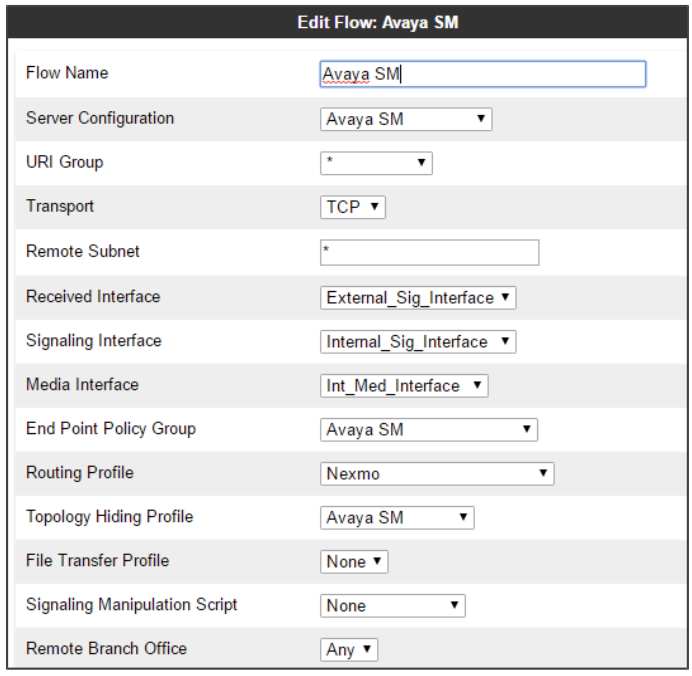 Edit Flow: Avaya SM
Flow Name Avaya SM
Server Configuration Avaya SM
URI Group *
Transport TCP
Remote Subnet *
Received Interface External_Sig_Interface
Signaling Interface Internal_Sig_Interface
Media Interface Int_Med_Interface
End Point Policy Group Avaya SM
Routing Profile Nexmo
Topology Hiding Profile Avaya SM
File Transfer Profile None
Signaling Manipulation Script None
Remote Branch Office Any